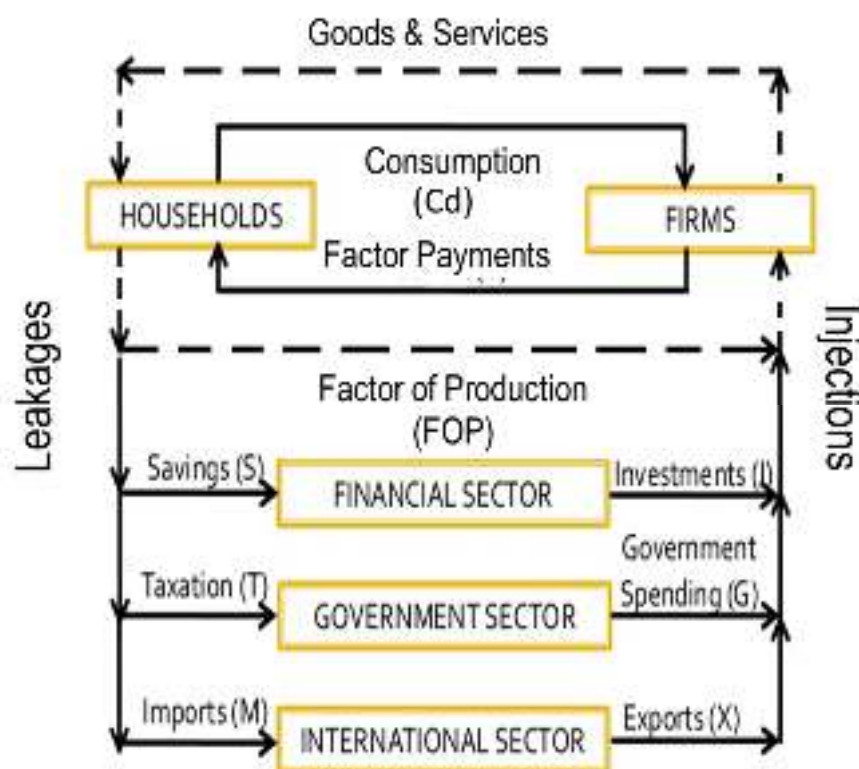 Goods & Services
Consumption
(Cd)
HOUSEHOLDS
FIRMS
Factor Payments
Leakages
Injections
Factor of Production
(FOP)
Savings (S)
FINANCIAL SECTOR
Investments (I)
Taxation (T)
GOVERNMENT SECTOR
Government
Spending (G)
Imports (M)
INTERNATIONAL SECTOR
Exports (X)